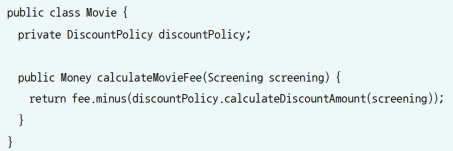 public class Movie {
  private DiscountPolicy discountPolicy;

  public Money calculateMovieFee(Screening screening) {
    return fee.minus(discountPolicy.calculateDiscountAmount(screening));
  }
}